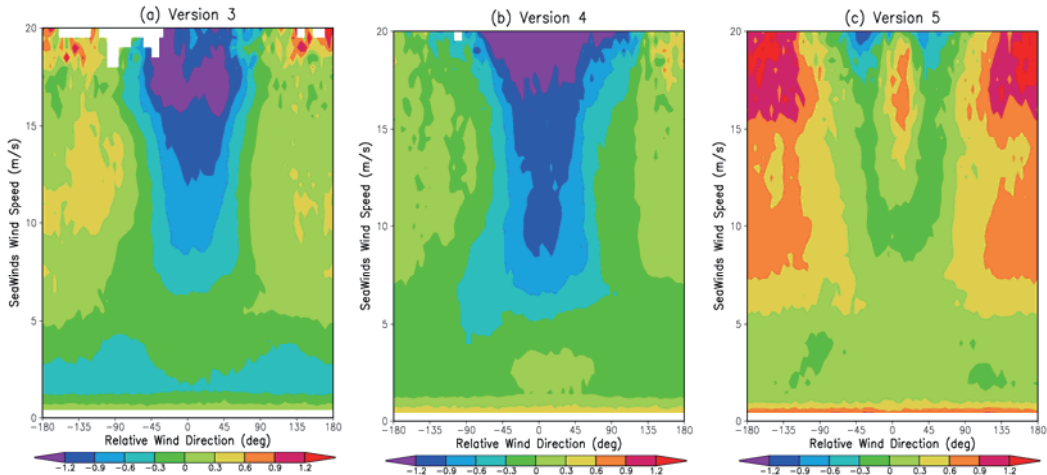 (a) Version 3
20
15
10
5
0
SeaWinds Wind Speed (m/s)
-180 -135 -90 -45 0 45 90 135 180
Relative Wind Direction (deg)
-1.2 -0.9 -0.6 -0.3 0 0.3 0.6 0.9 1.2
(b) Version 4
20
15
10
5
0
SeaWinds Wind Speed (m/s)
-180 -135 -90 -45 0 45 90 135 180
Relative Wind Direction (deg)
-1.2 -0.9 -0.6 -0.3 0 0.3 0.6 0.9 1.2
(c) Version 5
20
15
10
5
0
SeaWinds Wind Speed (m/s)
-180 -135 -90 -45 0 45 90 135 180
Relative Wind Direction (deg)
-1.2 -0.9 -0.6 -0.3 0 0.3 0.6 0.9 1.2